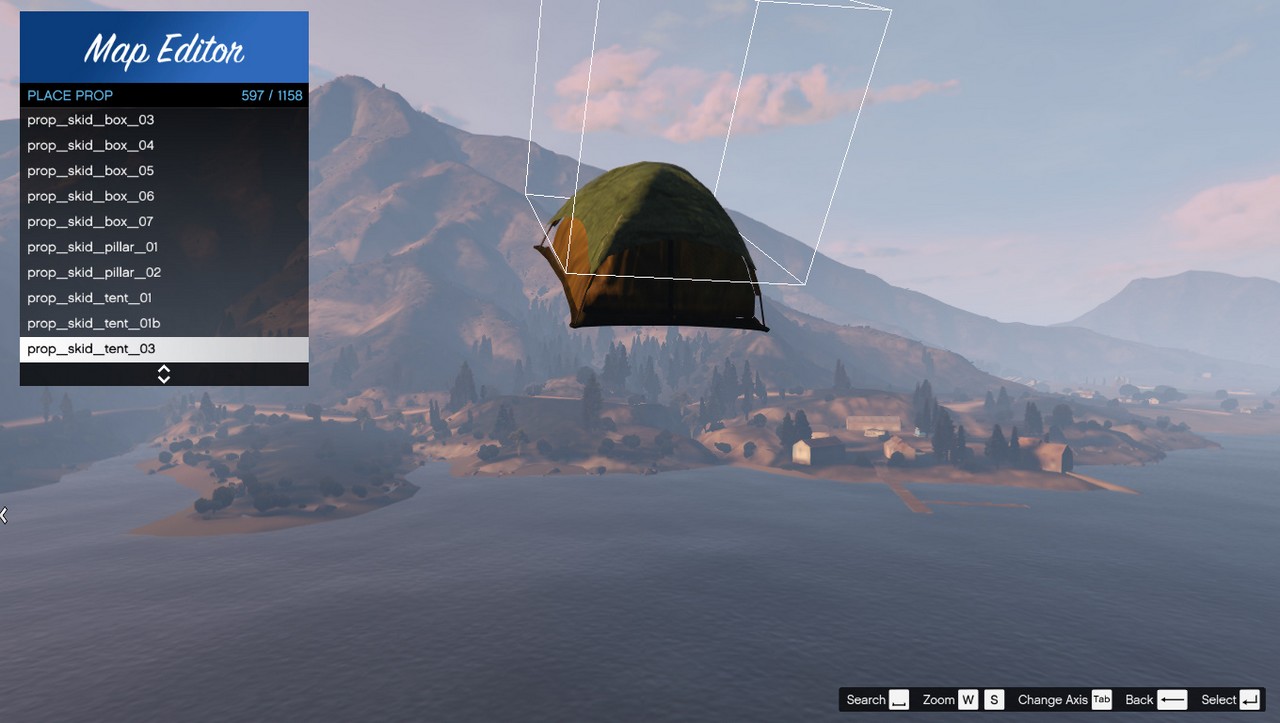 Map Editor
PLACE PROP 597 / 1158
prop_skid_box_03
prop_skid_box_04
prop_skid_box_05
prop_skid_box_06
prop_skid_box_07
prop_skid_pillar_01
prop_skid_pillar_02
prop_skid_tent_01
prop_skid_tent_01b
prop_skid_tent_03
Search Zoom W S Change Axis Tab Back Select